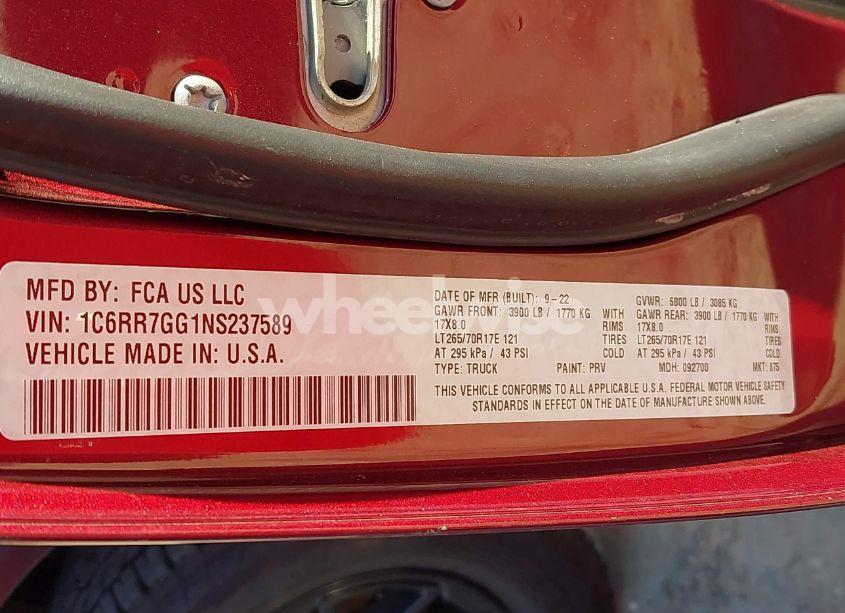 MFD BY: FCA US LLC
VIN: 1C6RR7GG1NS237589
VEHICLE MADE IN: U.S.A.
DATE OF MFR (BUILT): 9-22 GVWR: 6800 LB / 3085 KG
GAWR FRONT: 3900 LB / 1770 KG WITH GAWR REAR: 3900 LB / 1770 KG WITH
17X8.0 RIMS 17X8.0 RIMS
LT265/70R17E 121 TIRES LT265/70R17E 121 TIRES
AT 295 kPa / 43 PSI COLD AT 295 kPa / 43 PSI COLD
TYPE: TRUCK PAINT: PRV MDH: 092700 MKT: 875
THIS VEHICLE CONFORMS TO ALL APPLICABLE U.S.A. FEDERAL MOTOR VEHICLE SAFETY
STANDARDS IN EFFECT ON THE DATE OF MANUFACTURE SHOWN ABOVE.
wheelwise